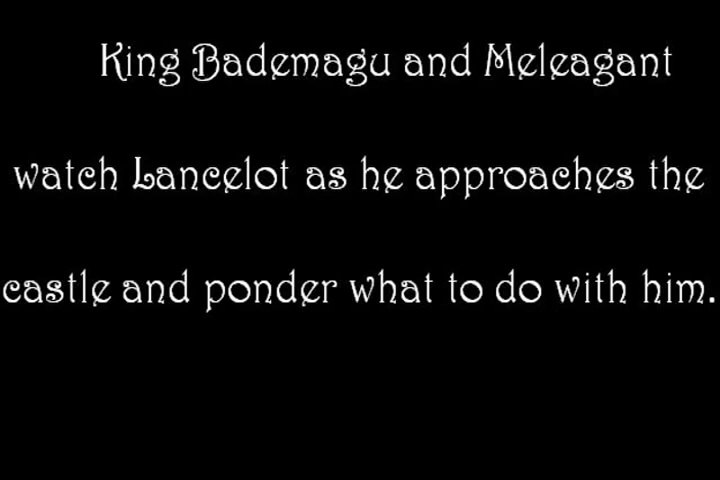 King Bademagu and Meleagant
watch Lancelot as he approaches the
castle and ponder what to do with him.